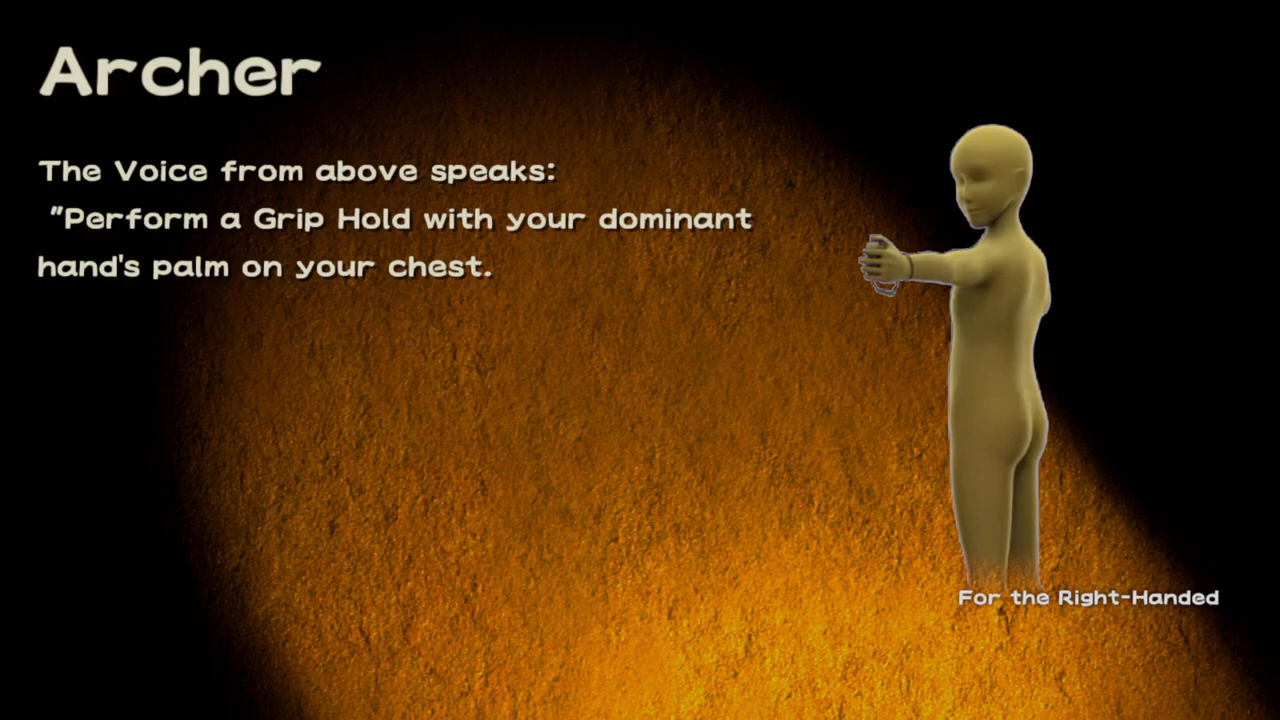 Archer
The Voice from above speaks:
"Perform a Grip Hold with your dominant
hand's palm on your chest.
For the Right-Handed